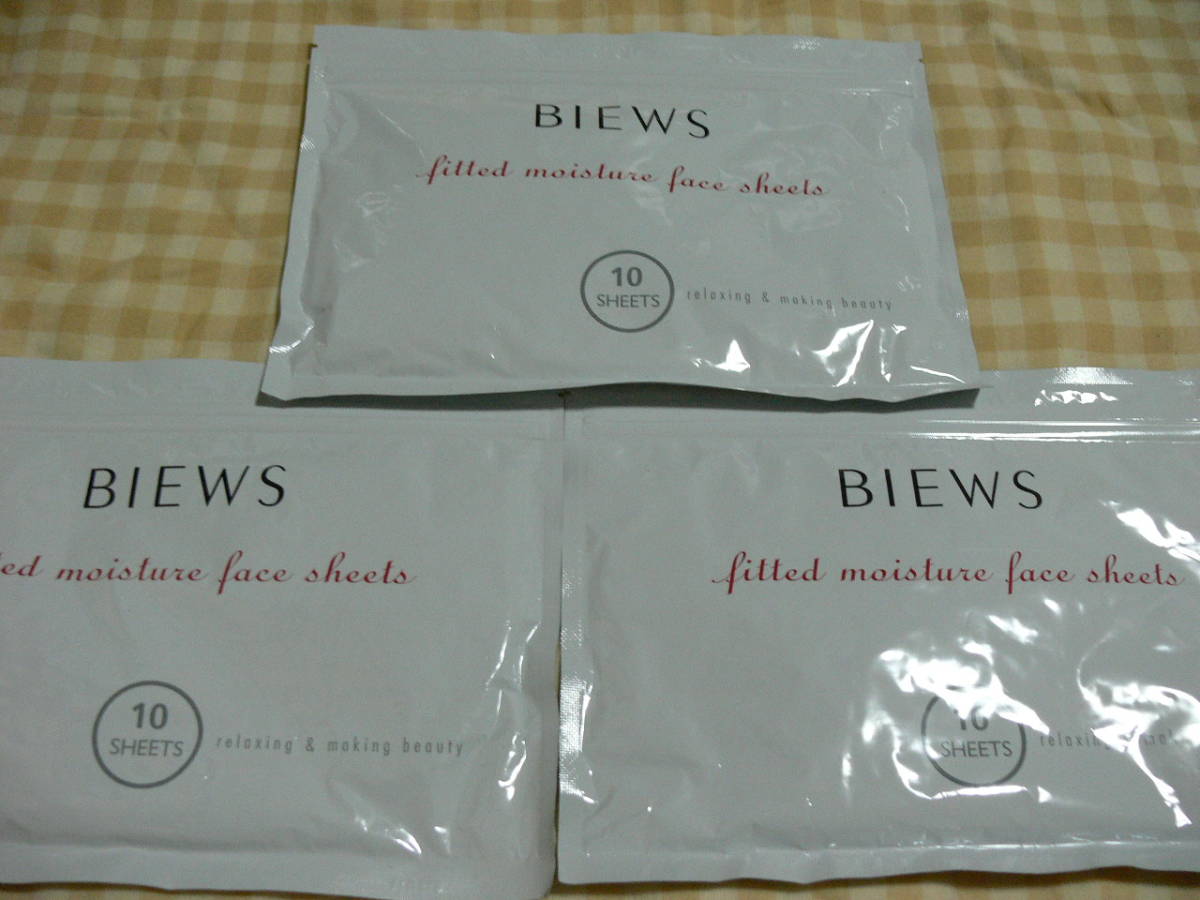 BIEWS
fitted moisture face sheets
10
SHEETS
relaxing & making beauty
BIEWS
moisture face sheets
10
SHEETS
relaxing & making beauty
BIEWS
fitted moisture face sheets
10
SHEETS